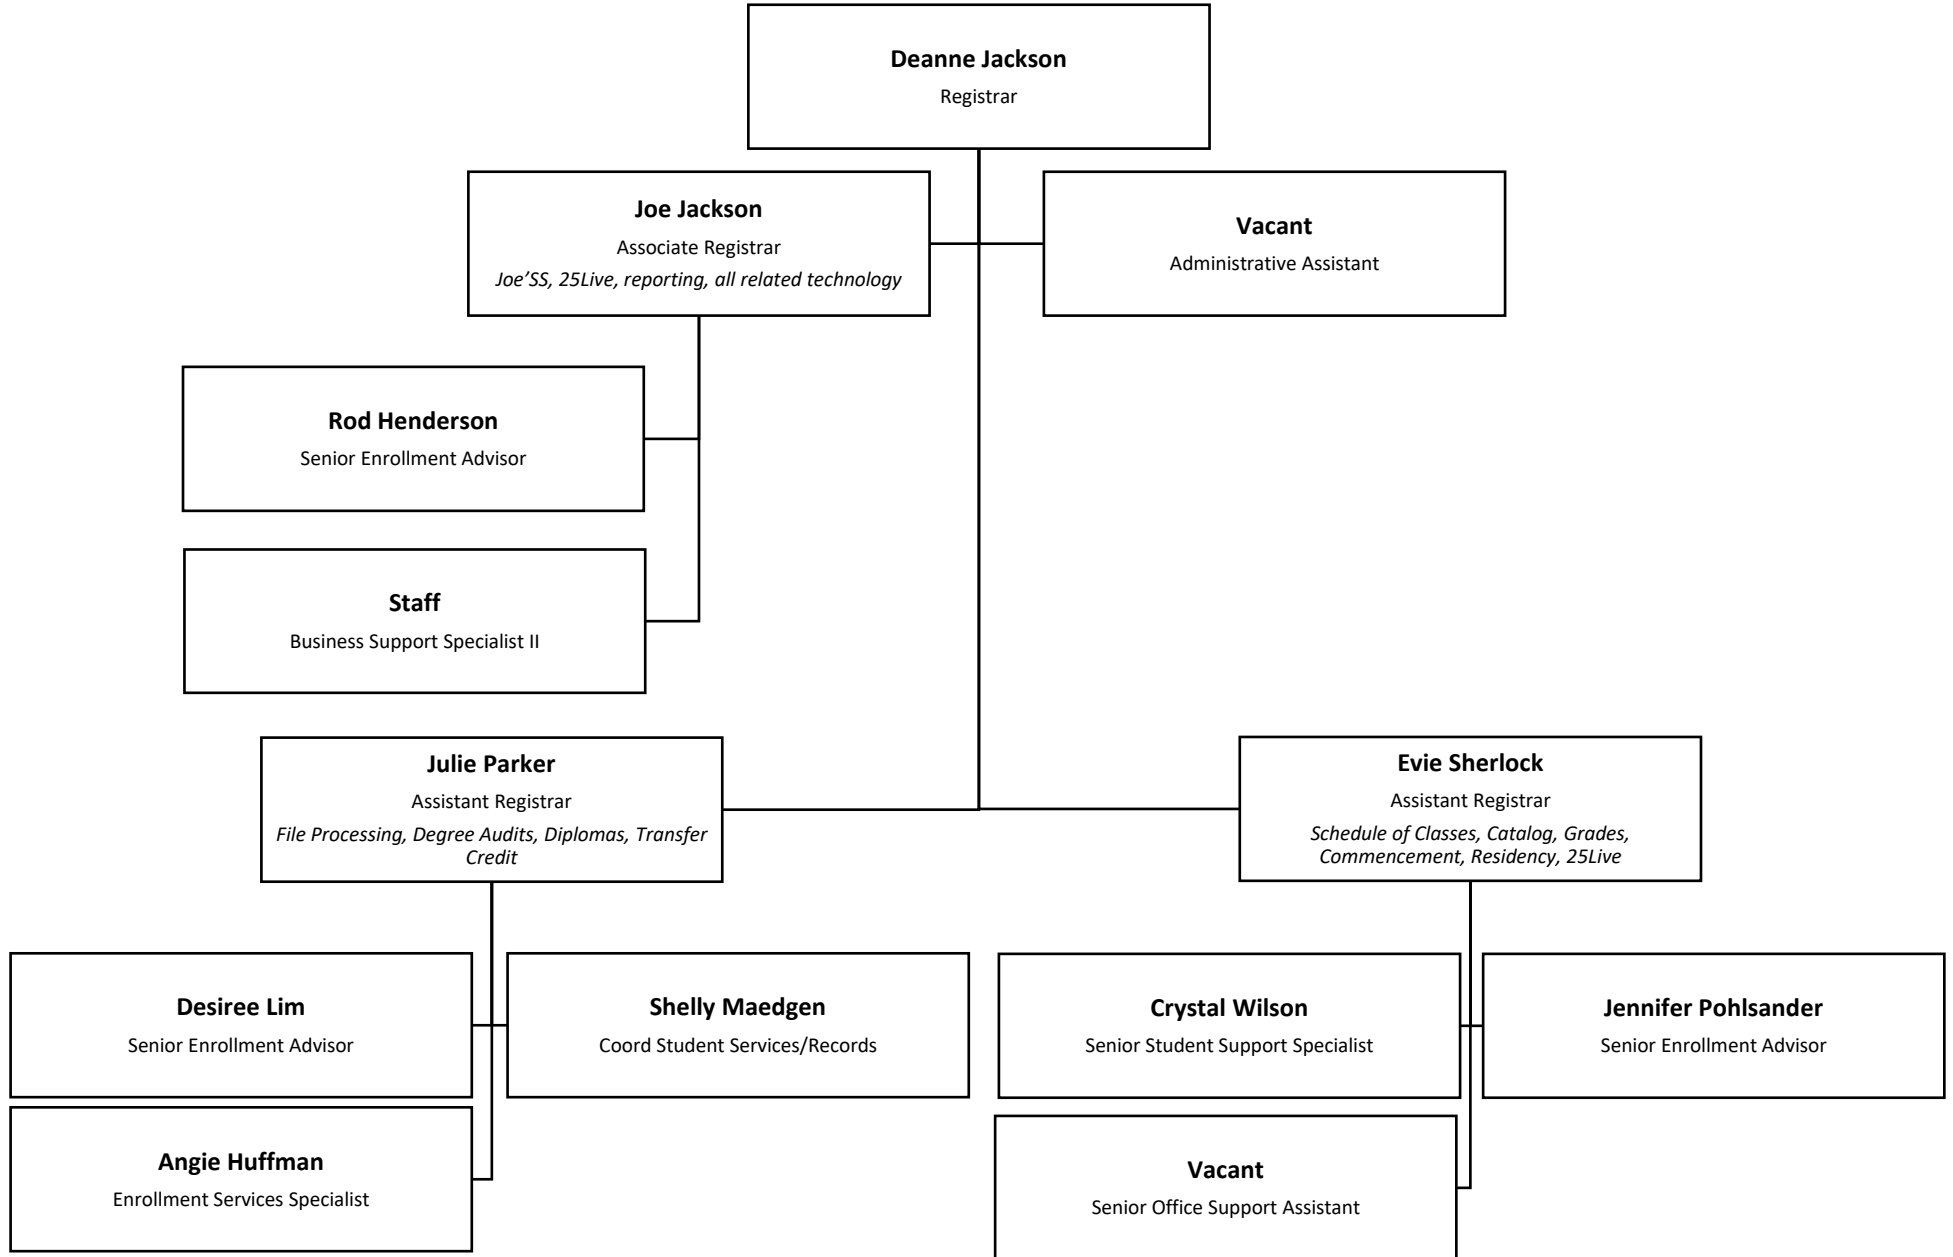 Deanne Jackson
Registrar
Joe Jackson
Associate Registrar
Joe’SS, 25Live, reporting, all related technology
Vacant
Administrative Assistant
Rod Henderson
Senior Enrollment Advisor
Staff
Business Support Specialist II
Julie Parker
Assistant Registrar
File Processing, Degree Audits, Diplomas, Transfer
Credit
Evie Sherlock
Assistant Registrar
Schedule of Classes, Catalog, Grades,
Commencement, Residency, 25Live
Desiree Lim
Senior Enrollment Advisor
Shelly Maedgen
Coord Student Services/Records
Crystal Wilson
Senior Student Support Specialist
Jennifer Pohlsander
Senior Enrollment Advisor
Angie Huffman
Enrollment Services Specialist
Vacant
Senior Office Support Assistant